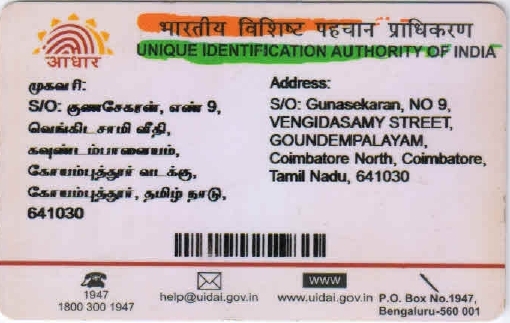 भारतीय विशिष्ट पहचान प्राधिकरण
UNIQUE IDENTIFICATION AUTHORITY OF INDIA
आधार
முகவரி:
S/O: குணசேகரன், எண் 9,
வெங்கிடசாமி வீதி,
கவுண்டம்பாளையம்,
கோயம்புத்தூர் வடக்கு,
கோயம்புத்தூர், தமிழ் நாடு,
641030
Address:
S/O: Gunasekaran, NO 9,
VENGIDASAMY STREET,
GOUNDEMPALAYAM,
Coimbatore North, Coimbatore,
Tamil Nadu, 641030
1947
1800 300 1947
help@uidai.gov.in
www
www.uidai.gov.in
P.O. Box No.1947,
Bengaluru-560 001